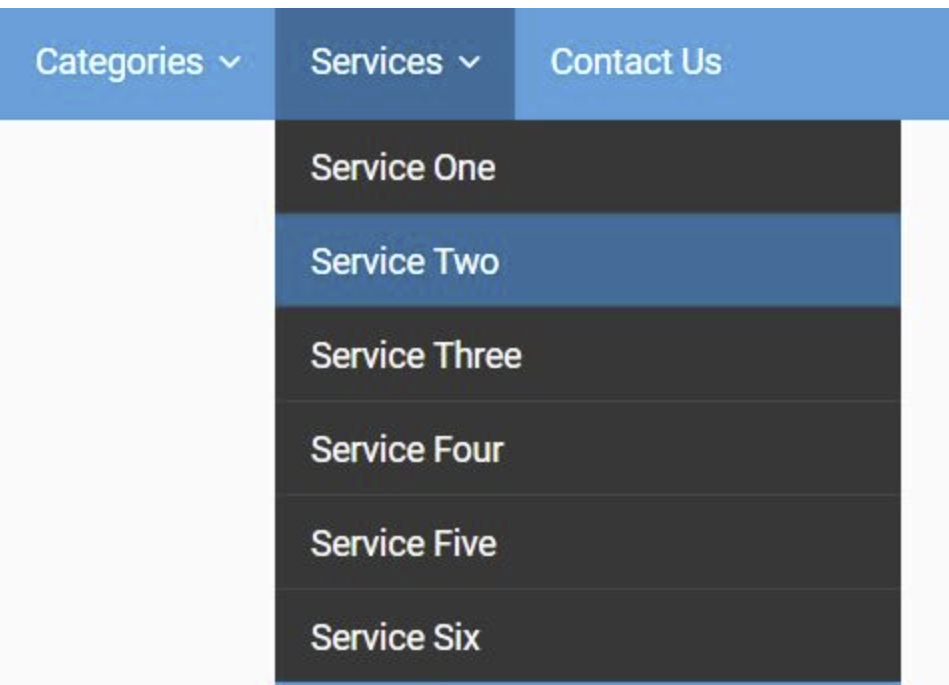 Categories Services Contact Us
Service One
Service Two
Service Three
Service Four
Service Five
Service Six